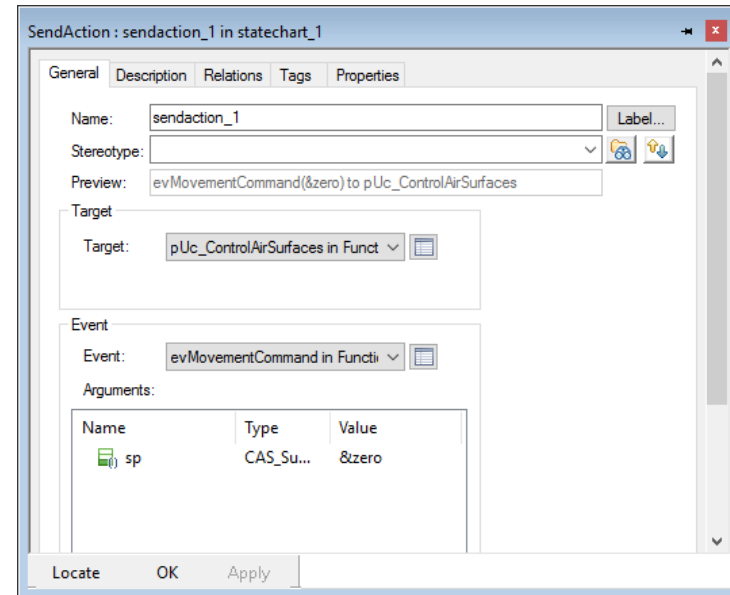 SendAction : sendaction_1 in statechart_1
General Description Relations Tags Properties
Name: sendaction_1 Label...
Stereotype:
Preview: evMovementCommand(&zero) to pUc_ControlAirSurfaces
Target
Target: pUc_ControlAirSurfaces in Funct
Event
Event: evMovementCommand in Functi
Arguments:
Name Type Value
sp CAS_Su... &zero
Locate OK Apply